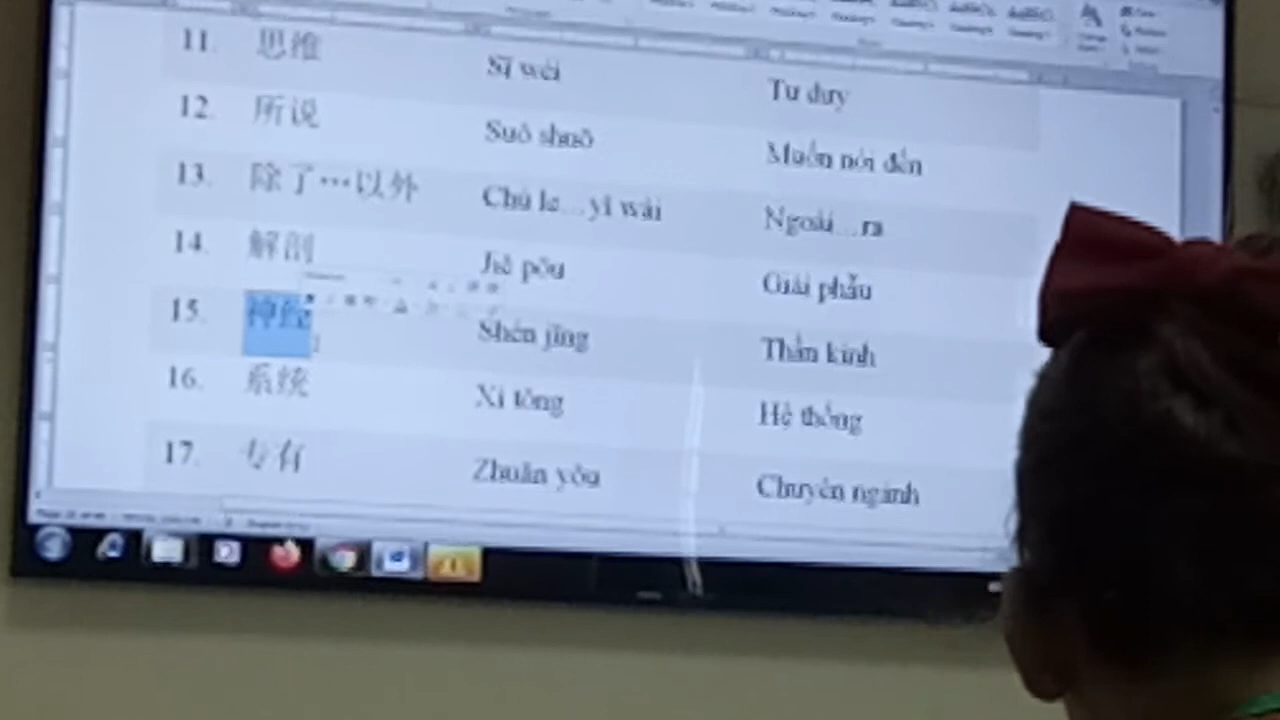 11. 思维 Sī wéi Tư duy
12. 所说 Suǒ shuō Muốn nói đến
13. 除了…以外 Chú le…yǐ wài Ngoài…ra
14. 解剖 Jiě pōu Giải phẫu
15. 神经 Shén jīng Thần kinh
16. 系统 Xì tǒng Hệ thống
17. 专有 Zhuān yǒu Chuyên ngành